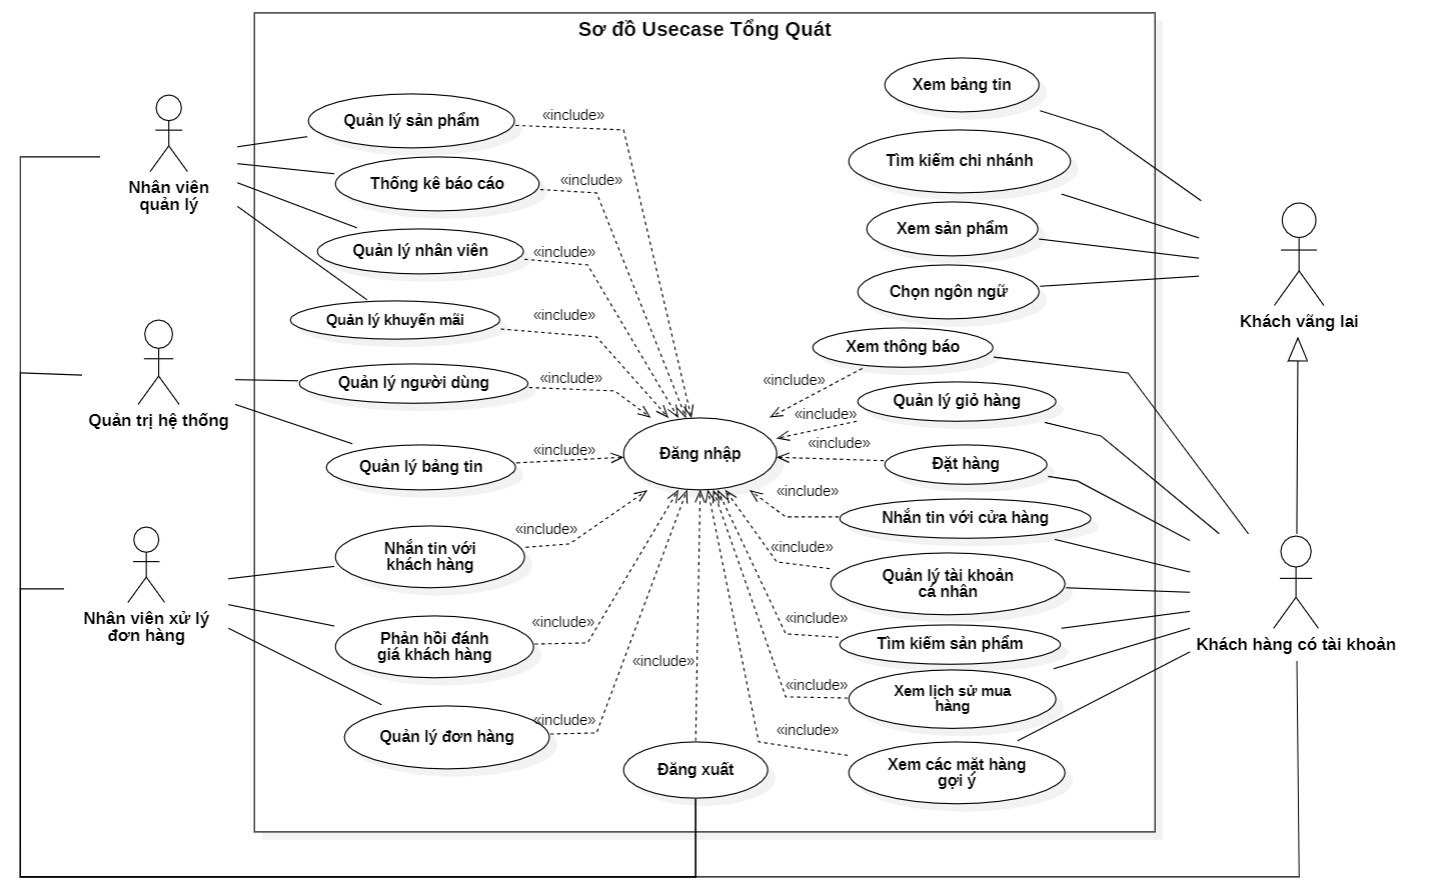 Sơ đồ Usecase Tổng Quát
Nhân viên
quản lý
Quản trị hệ thống
Nhân viên xử lý
đơn hàng
Quản lý sản phẩm
«include»
Thống kê báo cáo
«include»
Quản lý nhân viên
«include»
Quản lý khuyến mãi
«include»
Quản lý người dùng
«include»
Quản lý bảng tin
«include»
Nhắn tin với
khách hàng
«include»
Phản hồi đánh
giá khách hàng
«include»
Quản lý đơn hàng
«include»
Đăng nhập
«include»
Đăng xuất
Xem bảng tin
Tìm kiếm chi nhánh
Xem sản phẩm
Chọn ngôn ngữ
Xem thông báo
«include»
Quản lý giỏ hàng
«include»
Đặt hàng
«include»
Nhắn tin với cửa hàng
«include»
Quản lý tài khoản
cá nhân
«include»
Tìm kiếm sản phẩm
«include»
Xem lịch sử mua
hàng
«include»
Xem các mặt hàng
gợi ý
«include»
Khách vãng lai
Khách hàng có tài khoản